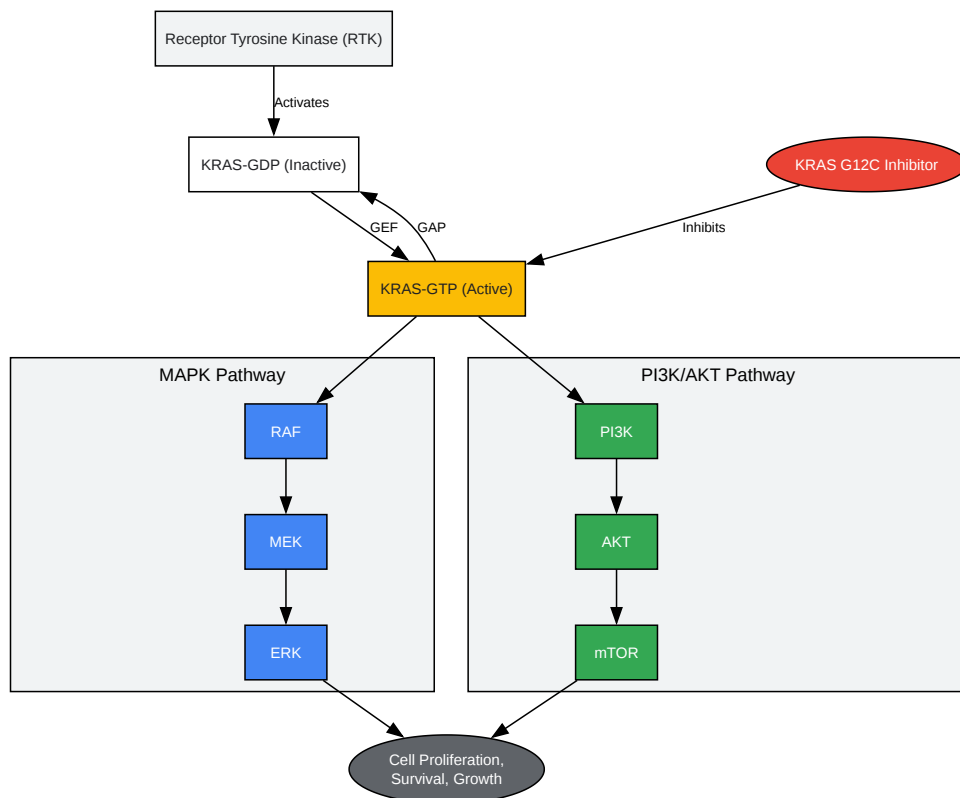 Receptor Tyrosine Kinase (RTK)
Activates
KRAS-GDP (Inactive)
KRAS G12C Inhibitor
GEF
GAP
Inhibits
KRAS-GTP (Active)
MAPK Pathway
PI3K/AKT Pathway
RAF
PI3K
MEK
AKT
ERK
mTOR
Cell Proliferation,
Survival, Growth